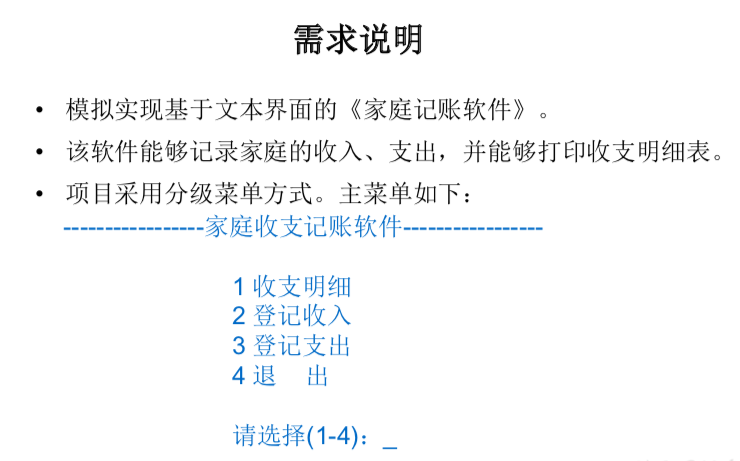 需求说明
• 模拟实现基于文本界面的《家庭记账软件》。
• 该软件能够记录家庭的收入、支出，并能够打印收支明细表。
• 项目采用分级菜单方式。主菜单如下：
-----------------家庭收支记账软件-----------------
1 收支明细
2 登记收入
3 登记支出
4 退    出
请选择(1-4)：_